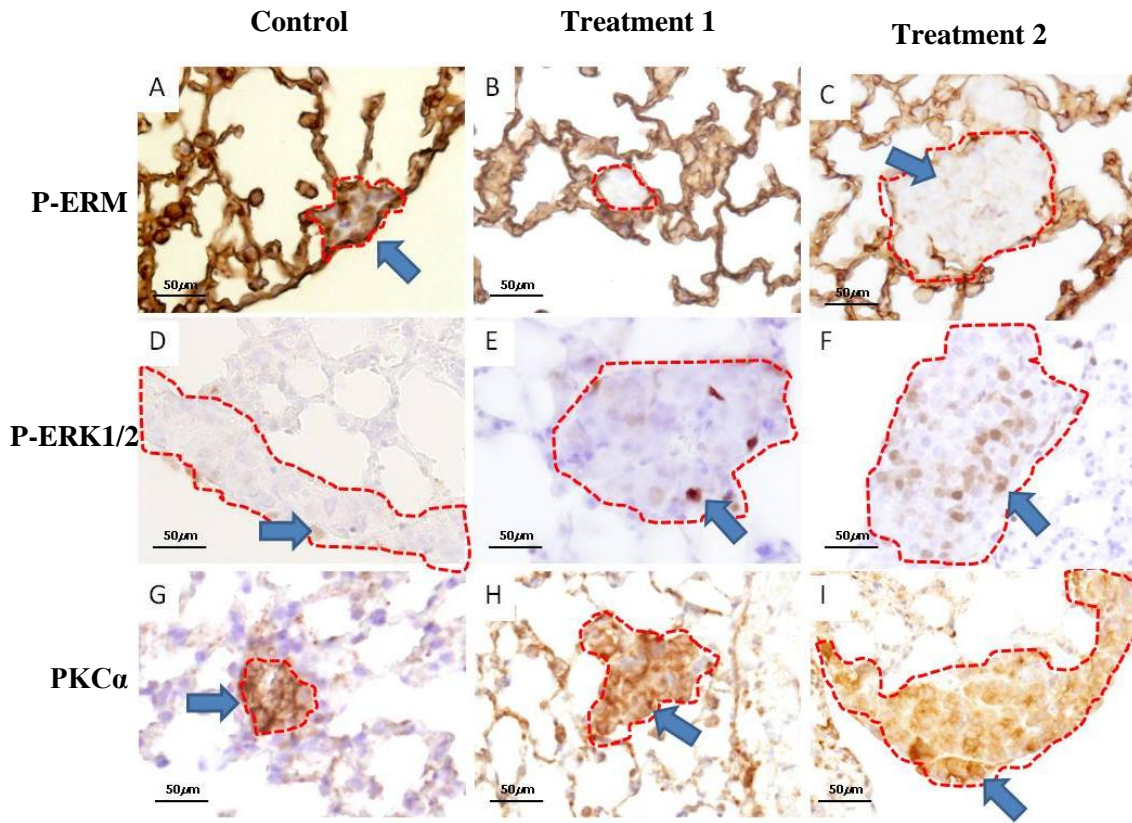 Control Treatment 1 Treatment 2
P-ERM
A B C
50µm 50µm 50µm
P-ERK1/2
D E F
50µm 50µm 50µm
PKCα
G H I
50µm 50µm 50µm